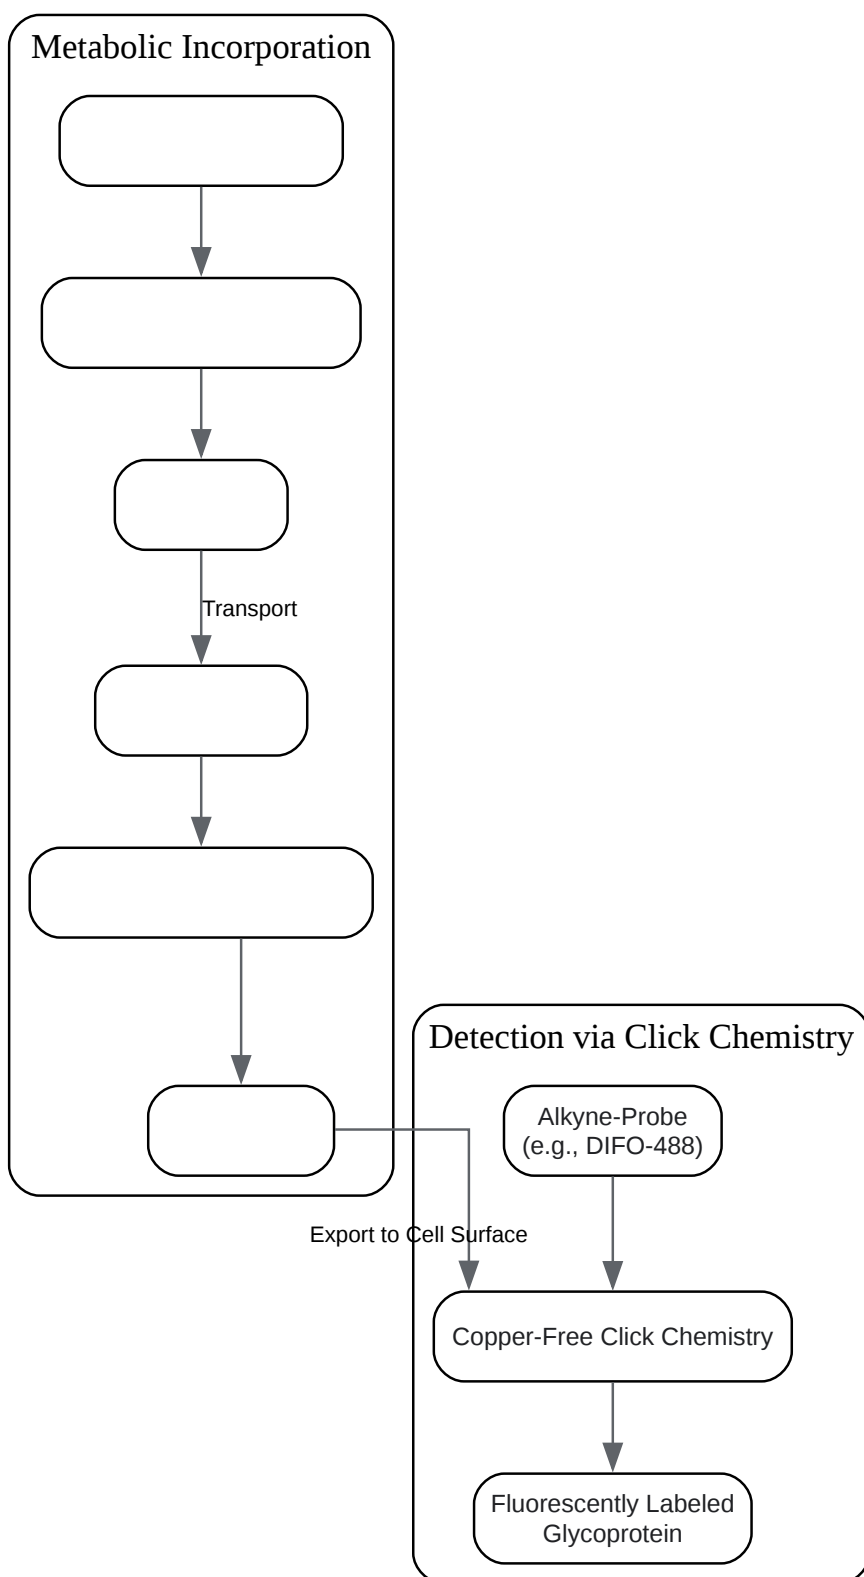 Metabolic Incorporation
Transport
Detection via Click Chemistry
Alkyne-Probe
(e.g., DIFO-488)
Export to Cell Surface
Copper-Free Click Chemistry
Fluorescently Labeled
Glycoprotein